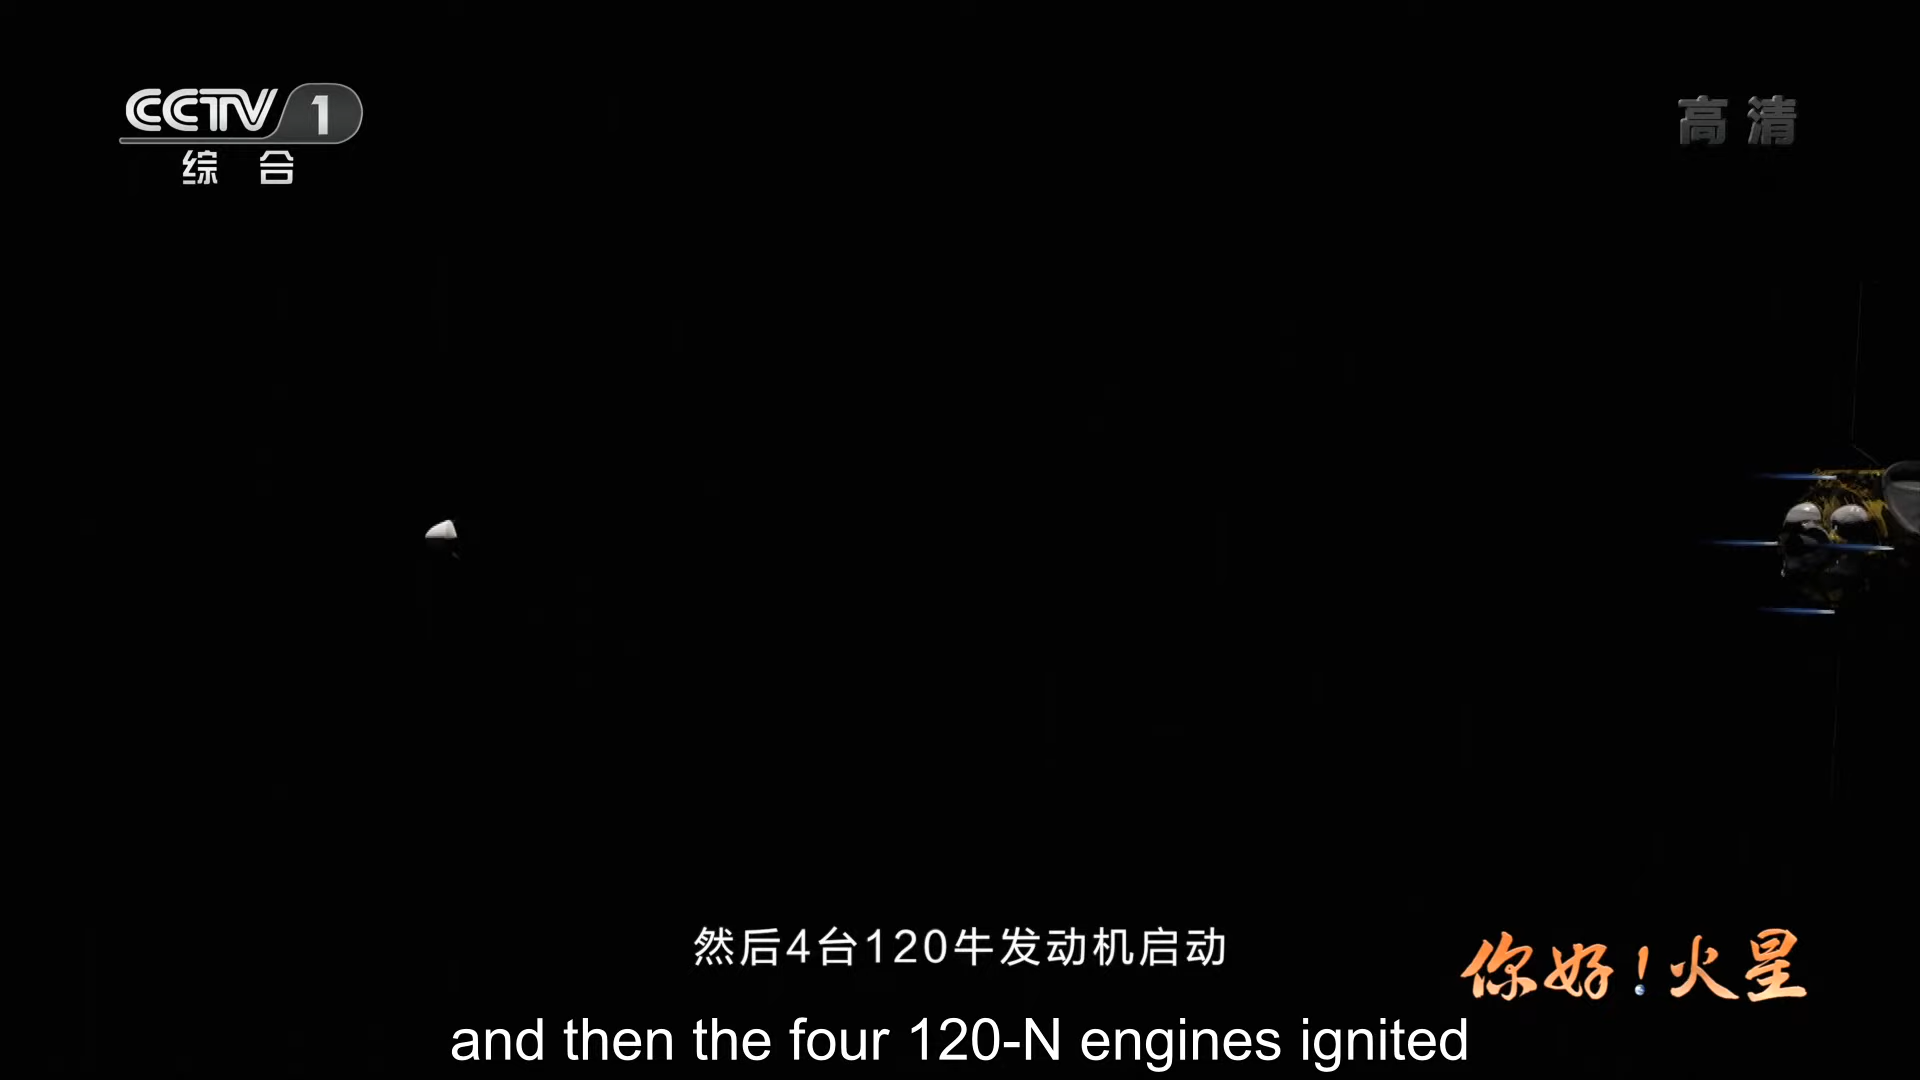 CCTV 1
综 合
高 清
然后4台120牛发动机启动
你好！火星
and then the four 120-N engines ignited